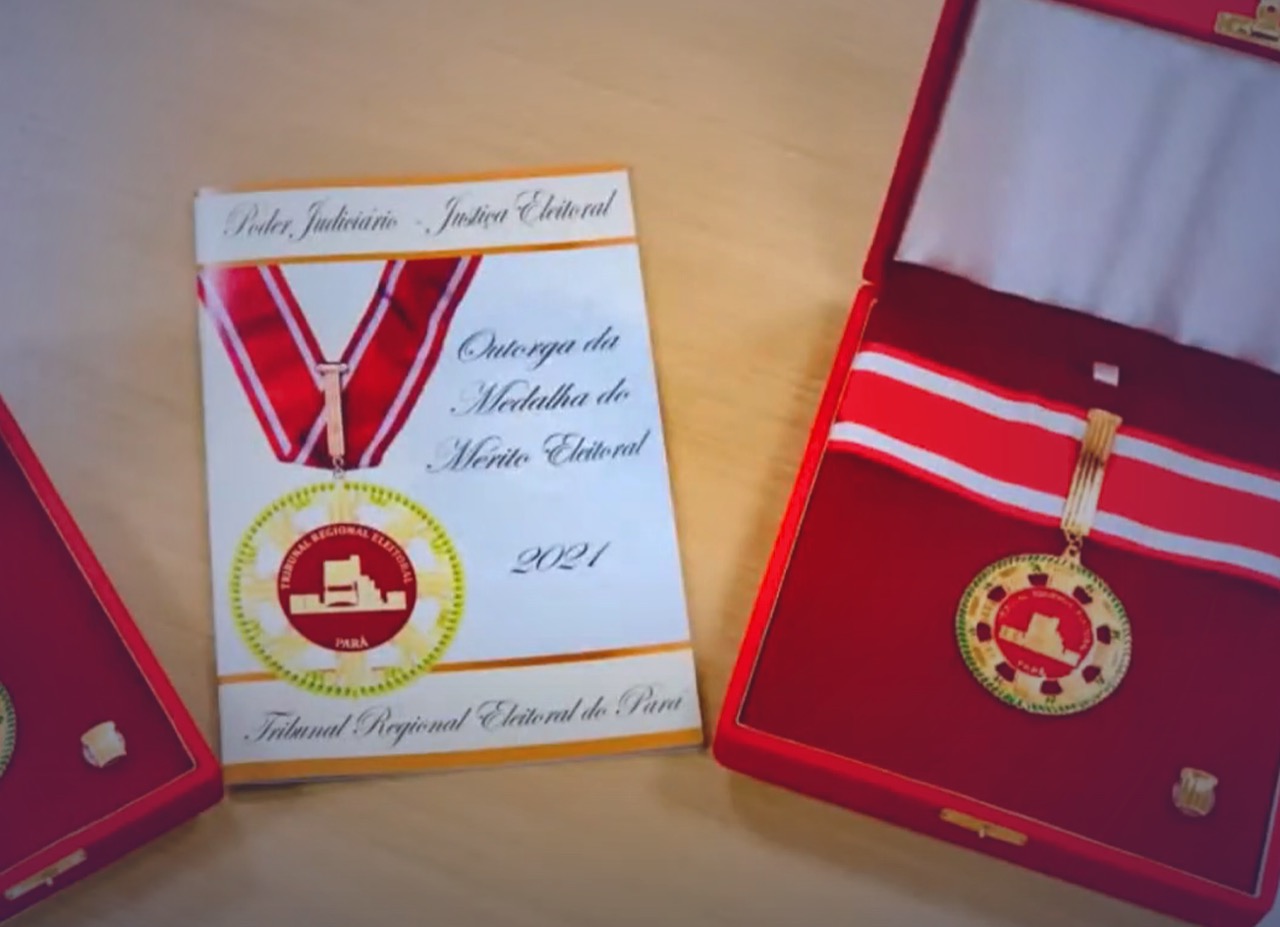 Poder Judiciário - Justiça Eleitoral
Outorga da
Medalha do
Mérito Eleitoral
2021
TRIBUNAL REGIONAL ELEITORAL
PARÁ
Tribunal Regional Eleitoral do Pará
PARÁ